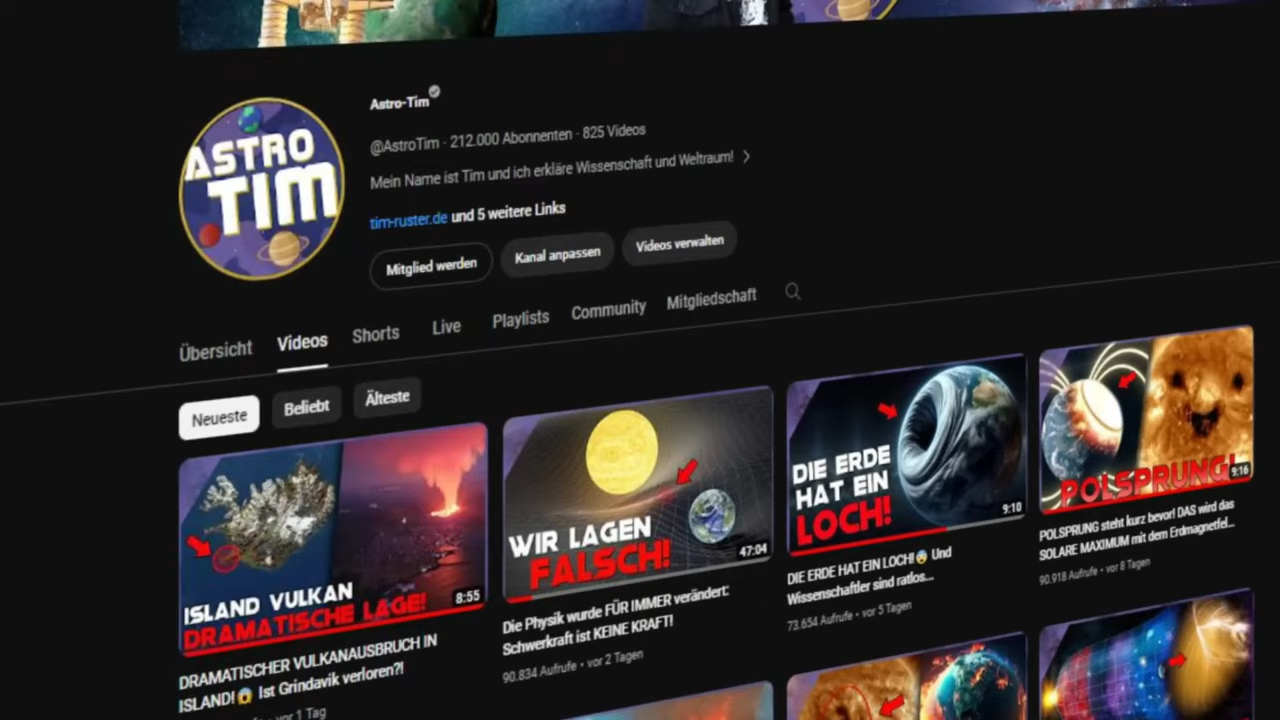 ASTRO
TIM
Astro-Tim
@AstroTim · 212.000 Abonnenten · 825 Videos
Mein Name ist Tim und ich erkläre Wissenschaft und Weltraum!
tim-ruster.de und 5 weitere Links
Mitglied werden
Kanal anpassen
Videos verwalten
Übersicht
Videos
Shorts
Live
Playlists
Community
Mitgliedschaft
Neueste
Beliebt
Älteste
ISLAND VULKAN
DRAMATISCHE LAGE!
8:55
DRAMATISCHER VULKANAUSBRUCH IN
ISLAND!😱 Ist Grindavik verloren?!
vor 1 Tag
WIR LAGEN
FALSCH!
47:04
Die Physik wurde FÜR IMMER verändert:
Schwerkraft ist KEINE KRAFT!
90.834 Aufrufe • vor 2 Tagen
DIE ERDE
HAT EIN
LOCH!
9:10
DIE ERDE HAT EIN LOCH!😨 Und
Wissenschaftler sind ratlos...
73.654 Aufrufe • vor 5 Tagen
POLSPRUNG!
9:16
POLSPRUNG steht kurz bevor! DAS wird das
SOLARE MAXIMUM mit dem Erdmagnetfel...
90.918 Aufrufe • vor 8 Tagen